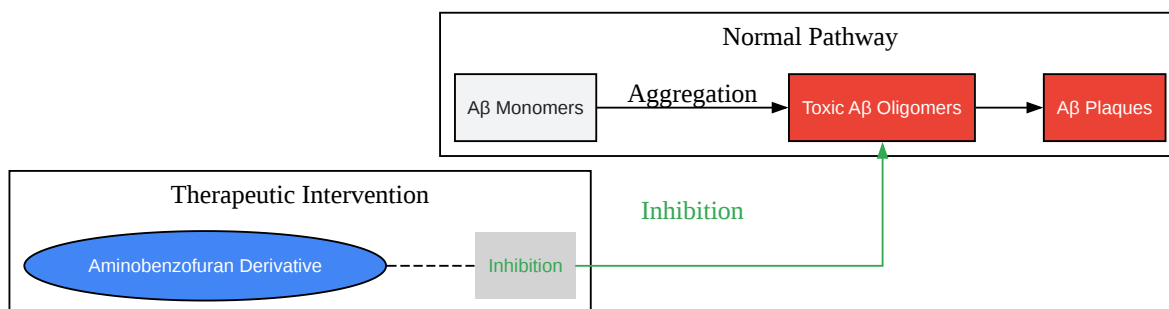 Normal Pathway
Aβ Monomers
Aggregation
Toxic Aβ Oligomers
Aβ Plaques
Therapeutic Intervention
Inhibition
Aminobenzofuran Derivative
Inhibition